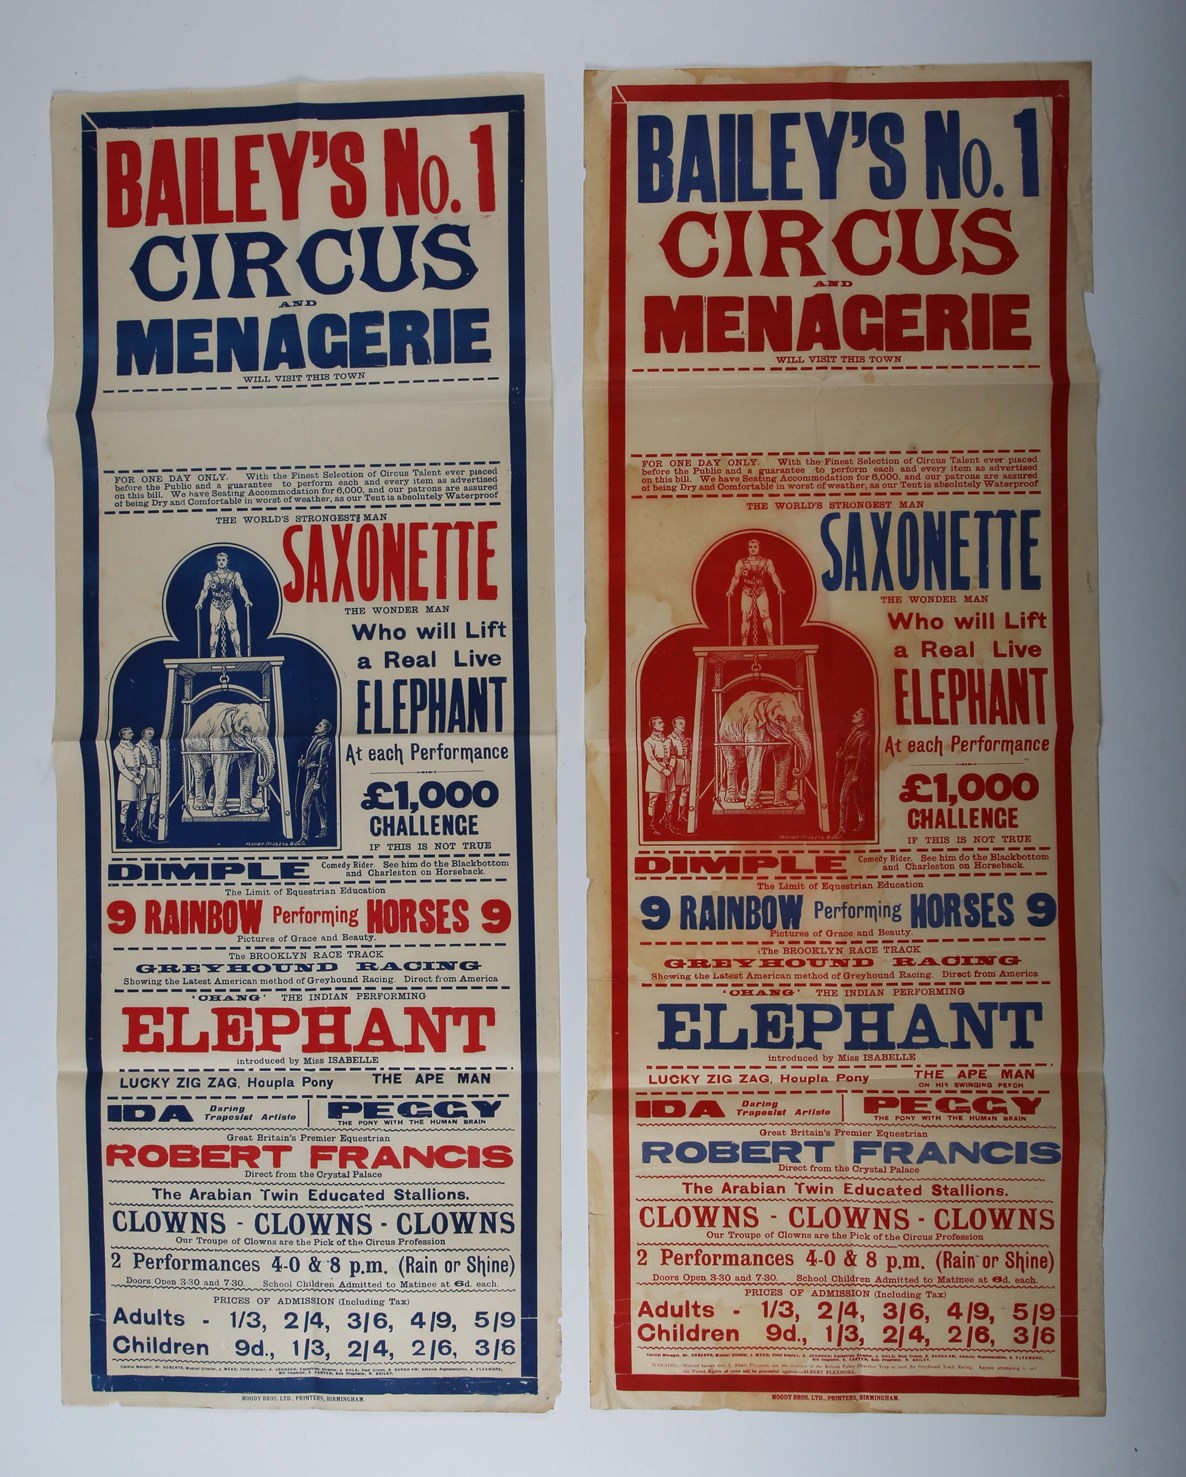 BAILEY'S No. 1
CIRCUS
AND
MENAGERIE
WILL VISIT THIS TOWN
FOR ONE DAY ONLY. With the Finest Selection of Circus Talent ever placed
before the Public and a guarantee to perform each and every item as advertised
on this bill. We have Seating Accommodation for 6,000, and our patrons are assured
of being Dry and Comfortable in worst of weather, as our Tent is absolutely Waterproof
THE WORLD'S STRONGEST MAN
SAXONETTE
THE WONDER MAN
Who will Lift
a Real Live
ELEPHANT
At each Performance
£1,000
CHALLENGE
IF THIS IS NOT TRUE
DIMPLE Comedy Rider. See him do the Blackbottom
and Charleston on Horseback.
The Limit of Equestrian Education
9 RAINBOW Performing HORSES 9
Pictures of Grace and Beauty.
The BROOKLYN RACE TRACK
GREYHOUND RACING
Showing the Latest American method of Greyhound Racing. Direct from America
'CHANG' THE INDIAN PERFORMING
ELEPHANT
introduced by Miss ISABELLE
LUCKY ZIG ZAG, Houpla Pony THE APE MAN
IDA Daring Trapesist Artiste PEGGY
THE PONY WITH THE HUMAN BRAIN
Great Britain's Premier Equestrian
ROBERT FRANCIS
Direct from the Crystal Palace
The Arabian Twin Educated Stallions.
CLOWNS - CLOWNS - CLOWNS
Our Troupe of Clowns are the Pick of the Circus Profession
2 Performances 4-0 & 8 p.m. (Rain or Shine)
Doors Open 3-30 and 7-30. School Children Admitted to Matinee at 6d. each.
PRICES OF ADMISSION (Including Tax)
Adults - 1/3, 2/4, 3/6, 4/9, 5/9
Children 9d., 1/3, 2/4, 2/6, 3/6
MOODY BROS. LTD., PRINTERS, BIRMINGHAM.
BAILEY'S No. 1
CIRCUS
AND
MENAGERIE
WILL VISIT THIS TOWN
FOR ONE DAY ONLY. With the Finest Selection of Circus Talent ever placed
before the Public and a guarantee to perform each and every item as advertised
on this bill. We have Seating Accommodation for 6,000, and our patrons are assured
of being Dry and Comfortable in worst of weather, as our Tent is absolutely Waterproof
THE WORLD'S STRONGEST MAN
SAXONETTE
THE WONDER MAN
Who will Lift
a Real Live
ELEPHANT
At each Performance
£1,000
CHALLENGE
IF THIS IS NOT TRUE
DIMPLE Comedy Rider. See him do the Blackbottom
and Charleston on Horseback.
The Limit of Equestrian Education
9 RAINBOW Performing HORSES 9
Pictures of Grace and Beauty.
The BROOKLYN RACE TRACK
GREYHOUND RACING
Showing the Latest American method of Greyhound Racing. Direct from America
'CHANG' THE INDIAN PERFORMING
ELEPHANT
introduced by Miss ISABELLE
LUCKY ZIG ZAG, Houpla Pony THE APE MAN
ON HIS SWINGING PERCH
IDA Daring Trapesist Artiste PEGGY
THE PONY WITH THE HUMAN BRAIN
Great Britain's Premier Equestrian
ROBERT FRANCIS
Direct from the Crystal Palace
The Arabian Twin Educated Stallions.
CLOWNS - CLOWNS - CLOWNS
Our Troupe of Clowns are the Pick of the Circus Profession
2 Performances 4-0 & 8 p.m. (Rain or Shine)
Doors Open 3-30 and 7-30. School Children Admitted to Matinee at 6d. each.
PRICES OF ADMISSION (Including Tax)
Adults - 1/3, 2/4, 3/6, 4/9, 5/9
Children 9d., 1/3, 2/4, 2/6, 3/6
MOODY BROS. LTD., PRINTERS, BIRMINGHAM.